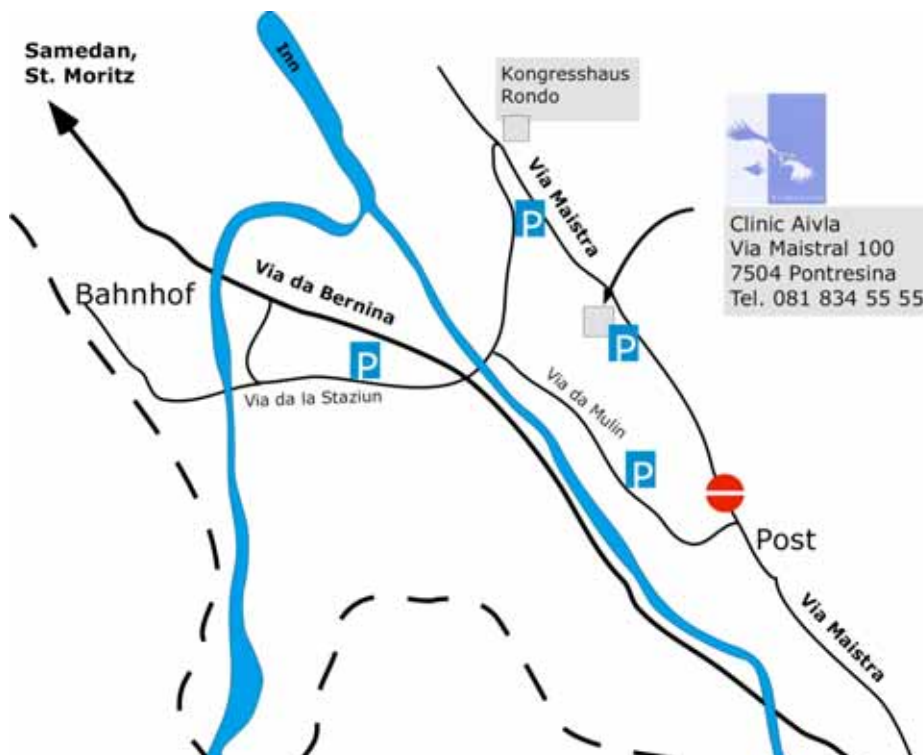 Samedan,
St. Moritz
Inn
Kongresshaus
Rondo
Via Maistra
Clinic Aivla
Via Maistral 100
7504 Pontresina
Tel. 081 834 55 55
P
Bahnhof
Via da Bernina
P
P
Via da la Staziun
Via da Mulin
P
Post
Via Maistra